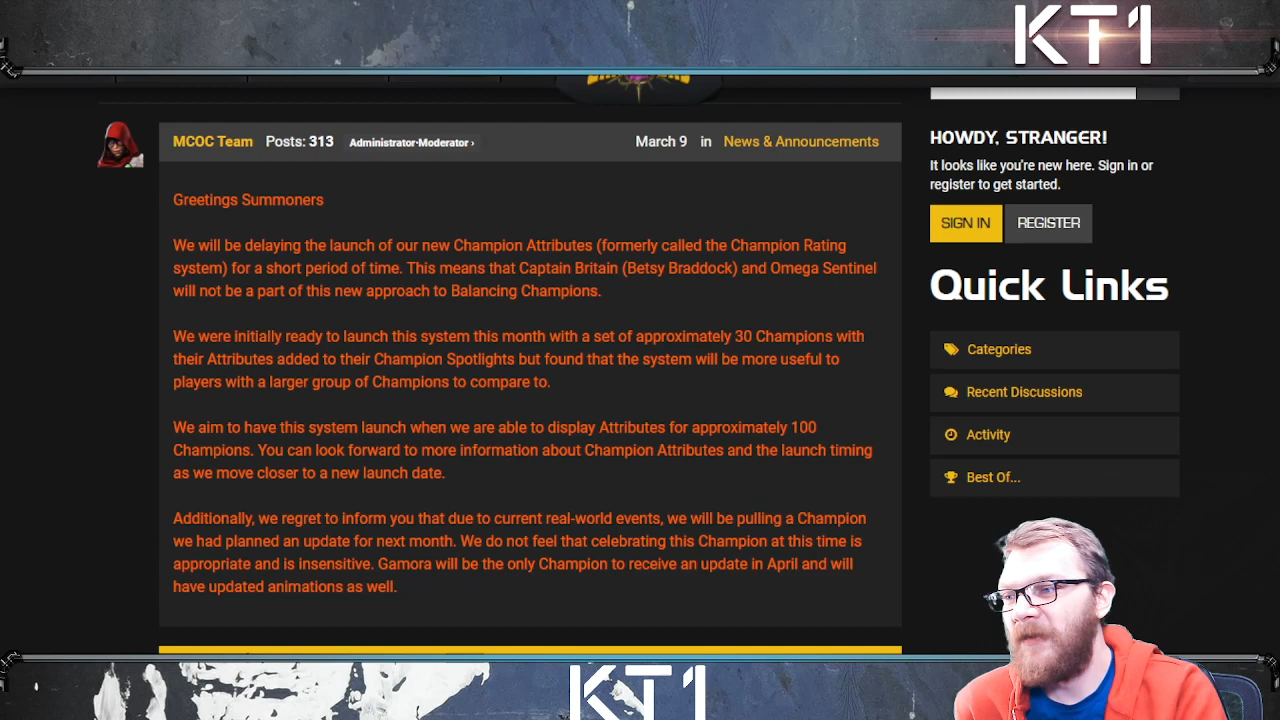 KT1
MCOC Team Posts: 313 Administrator·Moderator › March 9 in News & Announcements
Greetings Summoners
We will be delaying the launch of our new Champion Attributes (formerly called the Champion Rating
system) for a short period of time. This means that Captain Britain (Betsy Braddock) and Omega Sentinel
will not be a part of this new approach to Balancing Champions.
We were initially ready to launch this system this month with a set of approximately 30 Champions with
their Attributes added to their Champion Spotlights but found that the system will be more useful to
players with a larger group of Champions to compare to.
We aim to have this system launch when we are able to display Attributes for approximately 100
Champions. You can look forward to more information about Champion Attributes and the launch timing
as we move closer to a new launch date.
Additionally, we regret to inform you that due to current real-world events, we will be pulling a Champion
we had planned an update for next month. We do not feel that celebrating this Champion at this time is
appropriate and is insensitive. Gamora will be the only Champion to receive an update in April and will
have updated animations as well.
HOWDY, STRANGER!
It looks like you're new here. Sign in or
register to get started.
SIGN IN REGISTER
Quick Links
Categories
Recent Discussions
Activity
Best Of...
KT1